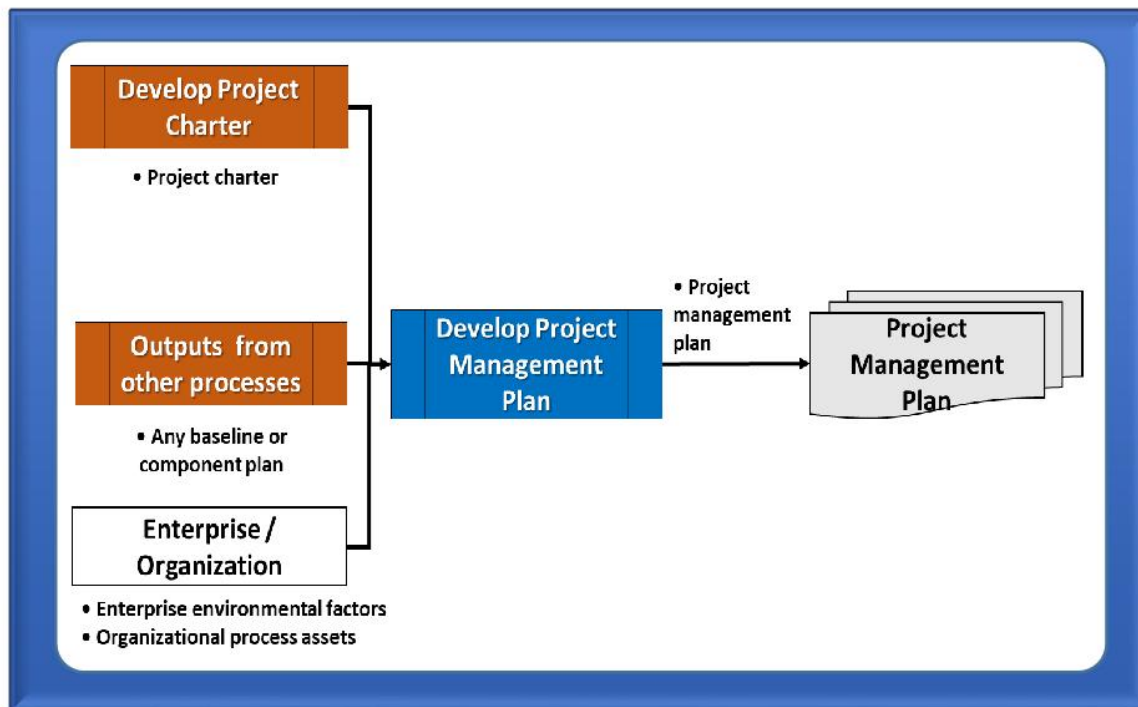 Develop Project
Charter
• Project charter
Outputs from
other processes
• Any baseline or
component plan
Enterprise /
Organization
• Enterprise environmental factors
• Organizational process assets
Develop Project
Management
Plan
• Project
management
plan
Project
Management
Plan